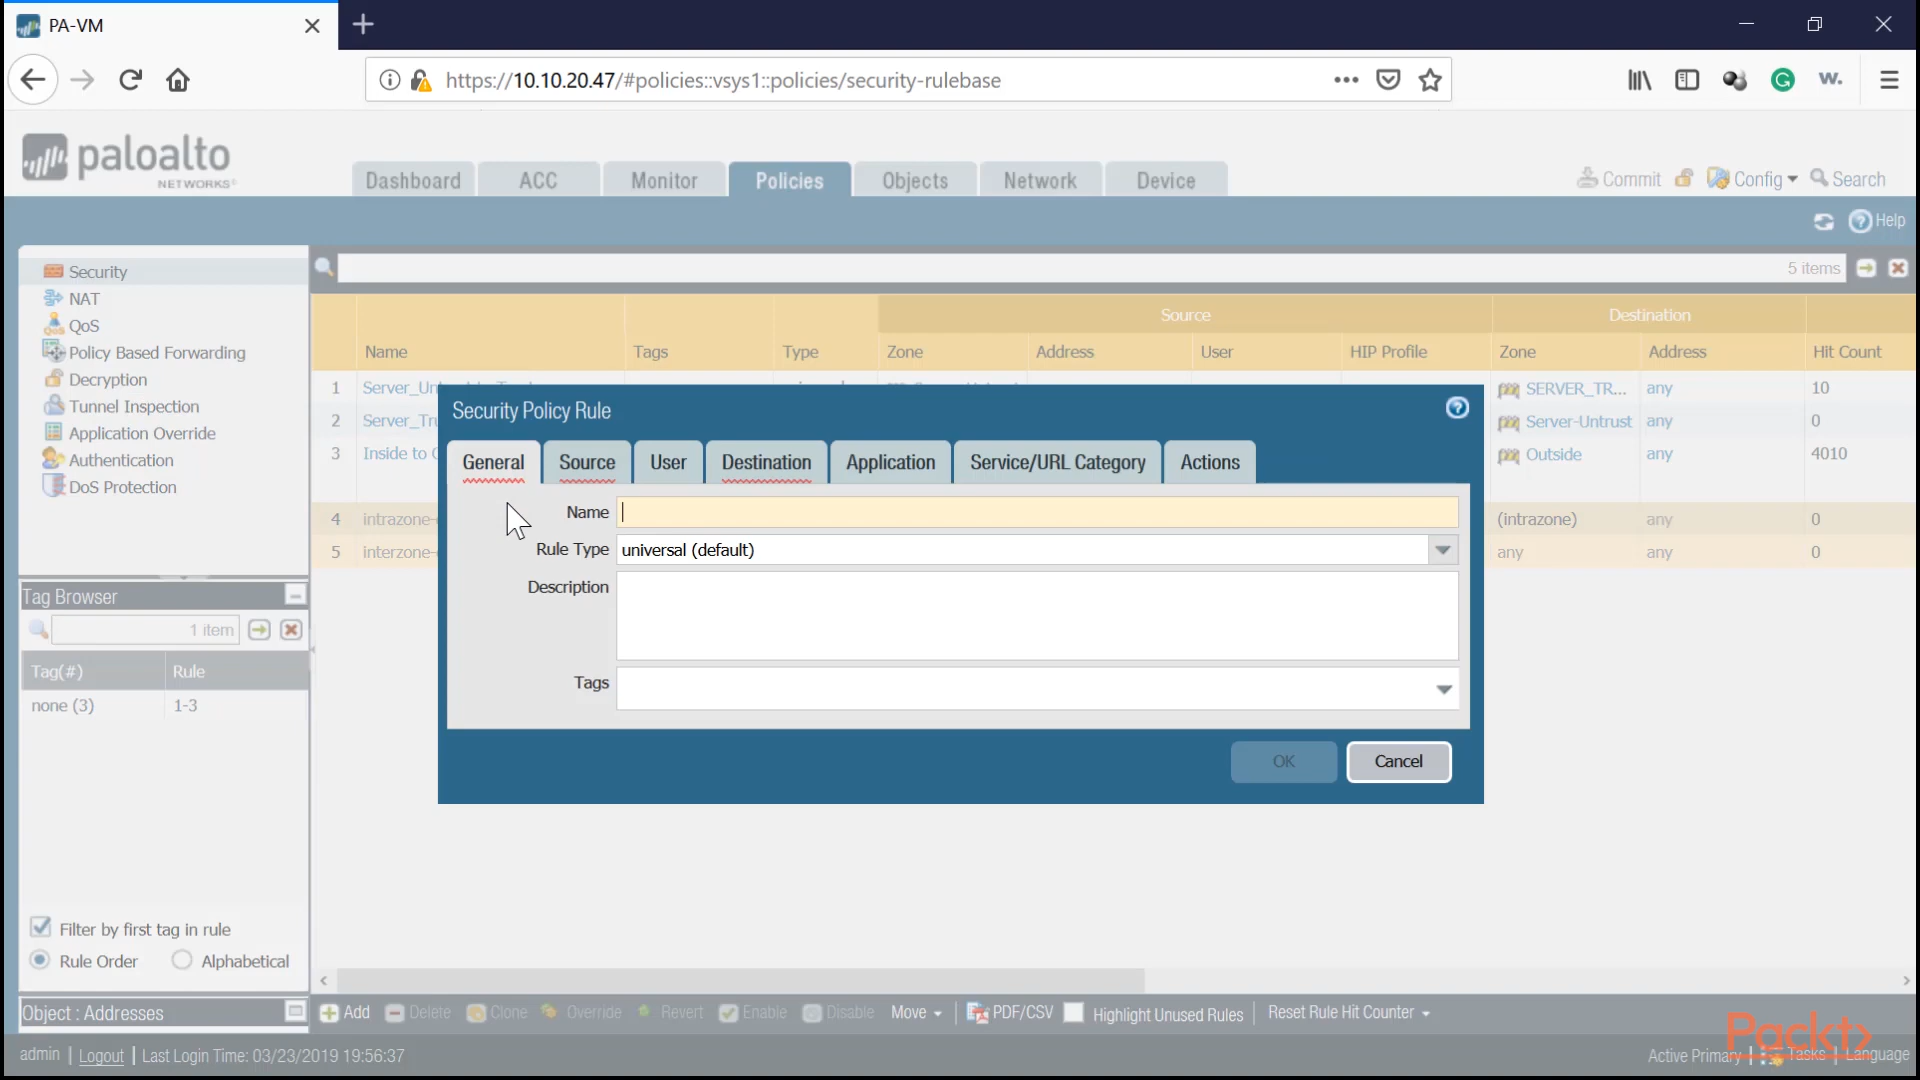 PA-VM
https://10.10.20.47/#policies::vsys1::policies/security-rulebase
w.
paloalto
NETWORKS
Dashboard ACC Monitor Policies Objects Network Device
Commit Config Search
Help
Security
NAT
QoS
Policy Based Forwarding
Decryption
Tunnel Inspection
Application Override
Authentication
DoS Protection
5 items
Source Destination
Name Tags Type Zone Address User HIP Profile Zone Address Hit Count
1 SERVER_TR... any 10
2 Server-Untrust any 0
3 Inside to Outside any 4010
4 intrazone- (intrazone) any 0
5 interzone- any any 0
Security Policy Rule
General Source User Destination Application Service/URL Category Actions
Name
Rule Type universal (default)
Description
Tags
OK Cancel
Tag Browser
1 item
Tag(#) Rule
none (3) 1-3
Filter by first tag in rule
Rule Order Alphabetical
Object : Addresses
Add Delete Clone Override Revert Enable Disable Move PDF/CSV Highlight Unused Rules Reset Rule Hit Counter
admin | Logout | Last Login Time: 03/23/2019 19:56:37
Active Primary | Tasks | Language
Packt>